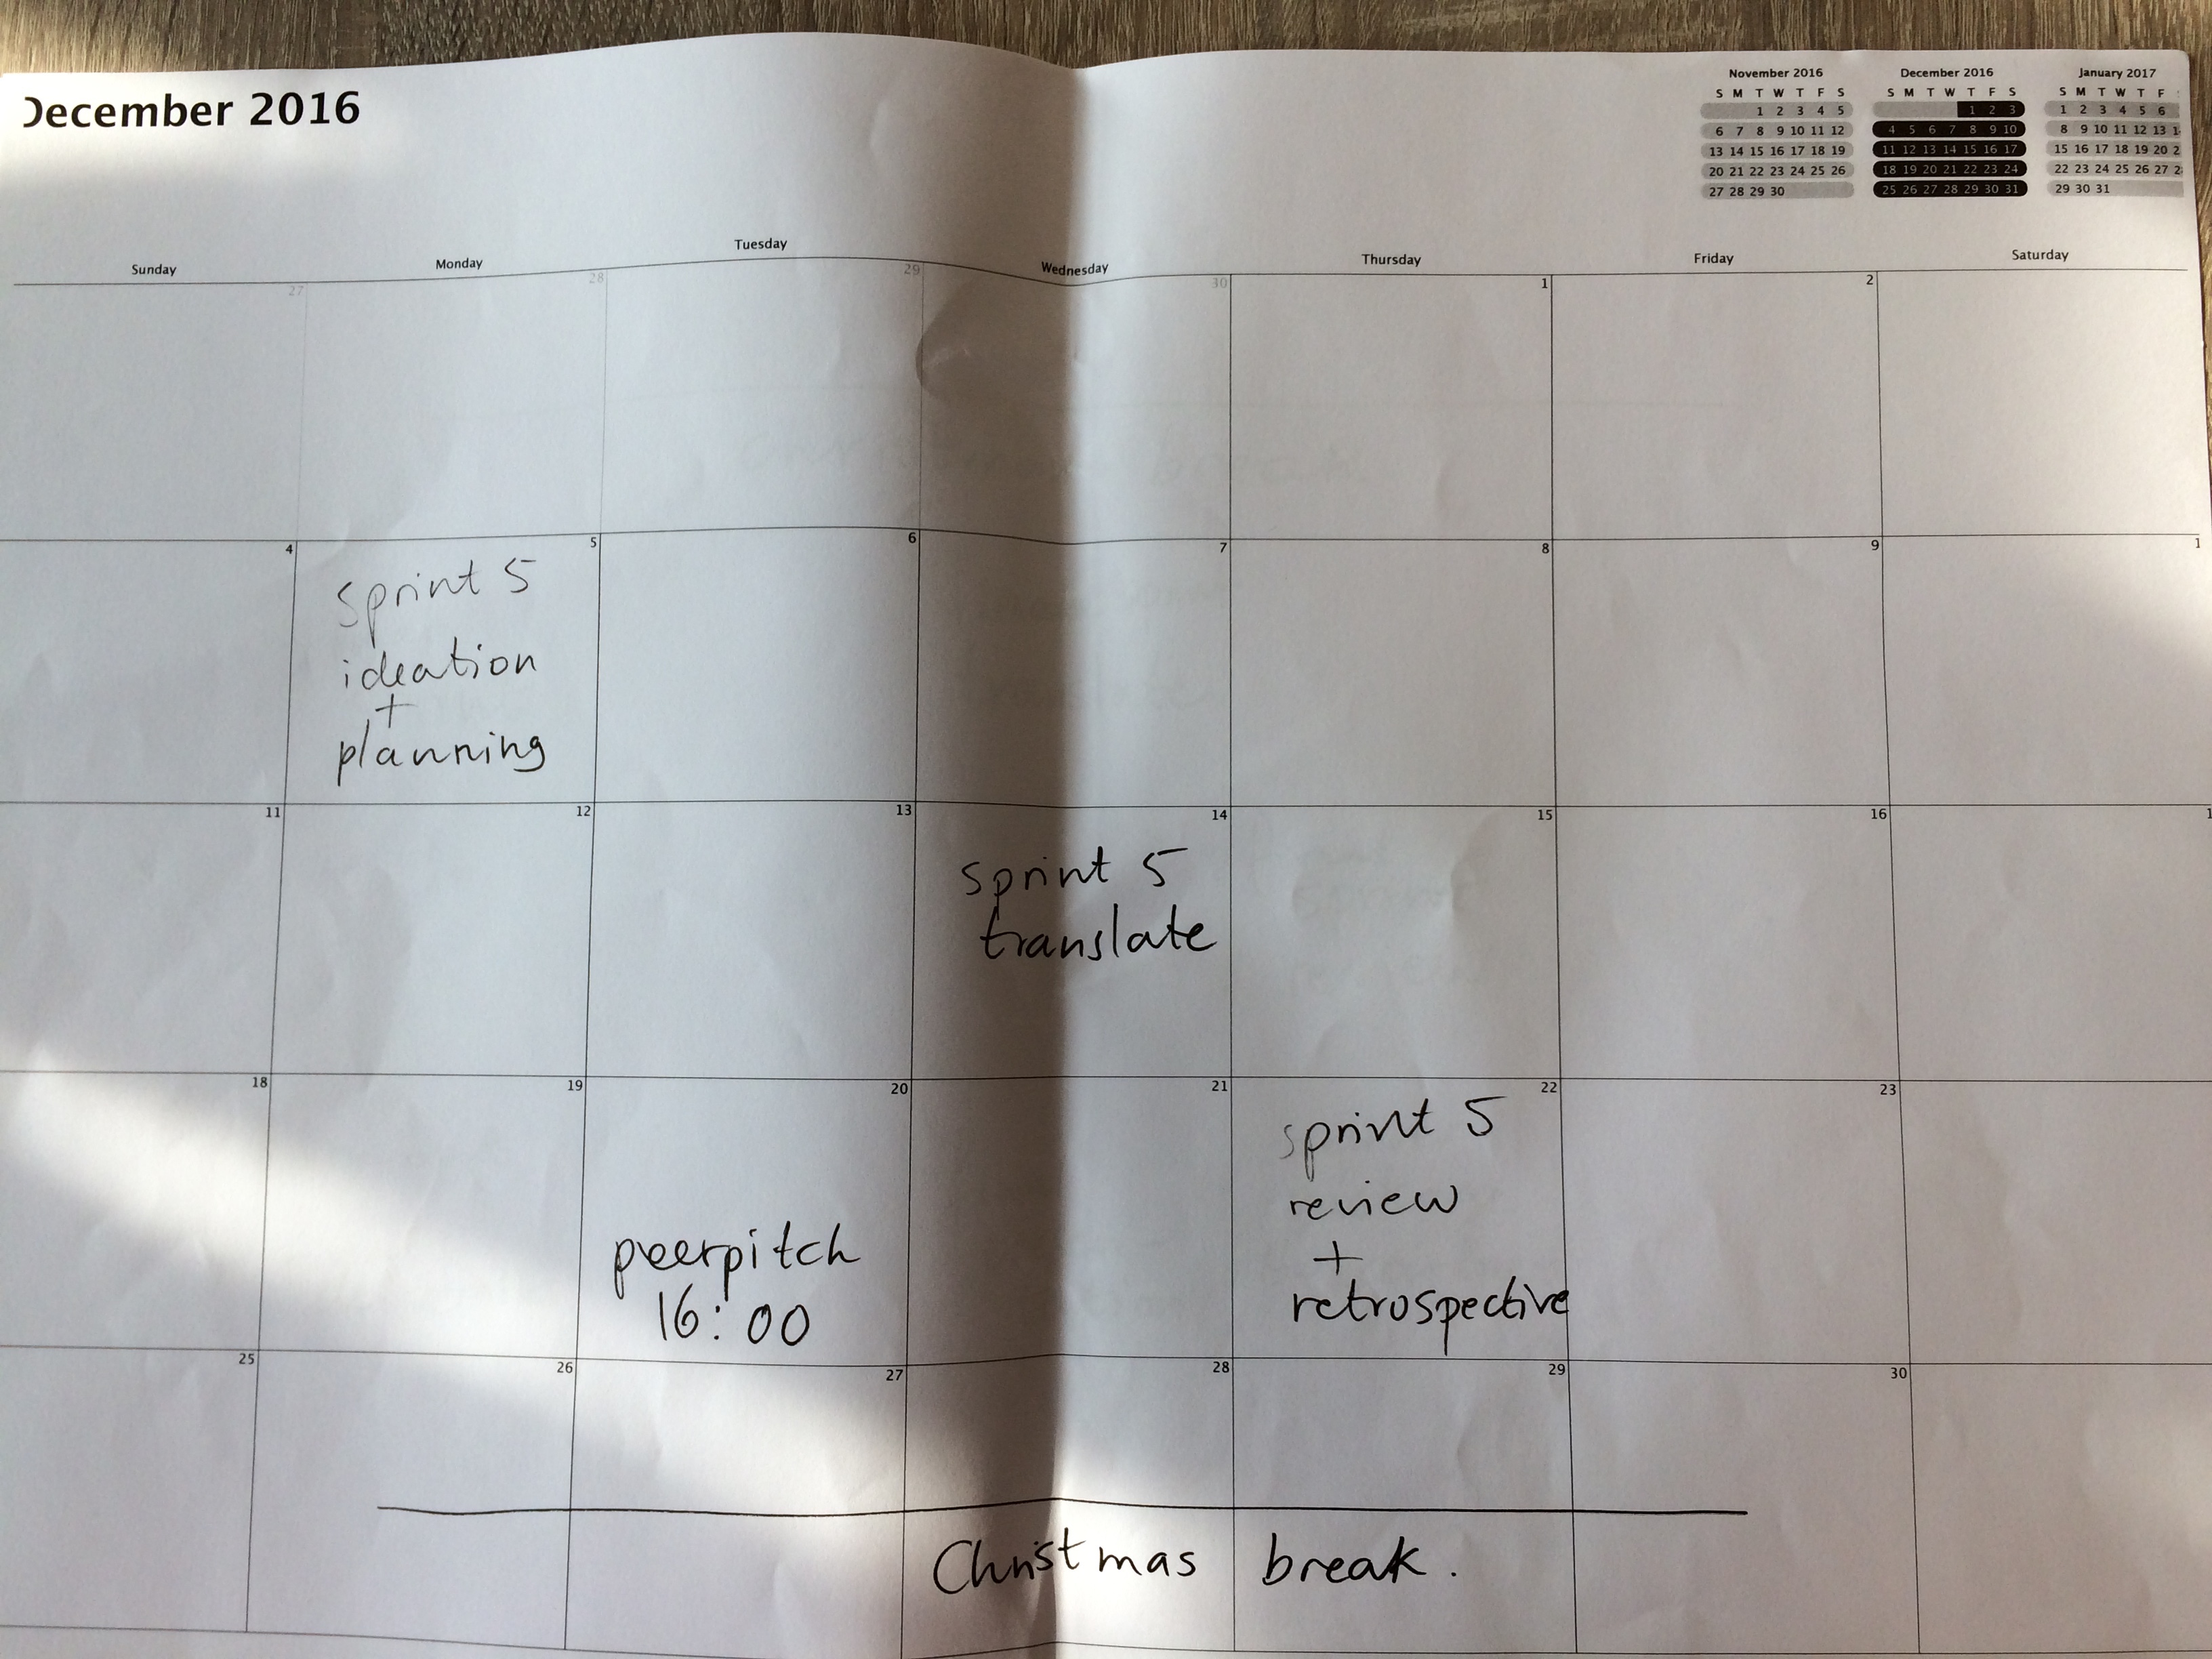 December 2016
November 2016
S M T W T F S
1 2 3 4 5
6 7 8 9 10 11 12
13 14 15 16 17 18 19
20 21 22 23 24 25 26
27 28 29 30
December 2016
S M T W T F S
1 2 3
4 5 6 7 8 9 10
11 12 13 14 15 16 17
18 19 20 21 22 23 24
25 26 27 28 29 30 31
January 2017
S M T W T F
1 2 3 4 5 6
8 9 10 11 12 13
15 16 17 18 19 20
22 23 24 25 26 27
29 30 31
Sunday Monday Tuesday Wednesday Thursday Friday Saturday
27 28 29 30 1 2
4 5 6 7 8 9
sprint 5
ideation
+
planning
11 12 13 14 15 16
sprint 5
translate
18 19 20 21 22 23
peerpitch
16:00
sprint 5
review
+
retrospective
25 26 27 28 29 30
Christmas break.